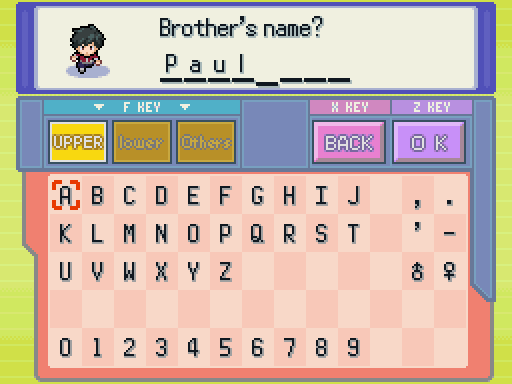 Brother's name?
Paul
F KEY X KEY Z KEY
UPPER lower Others BACK OK
A B C D E F G H I J , .
K L M N O P Q R S T ' -
U V W X Y Z ♂ ♀
0 1 2 3 4 5 6 7 8 9